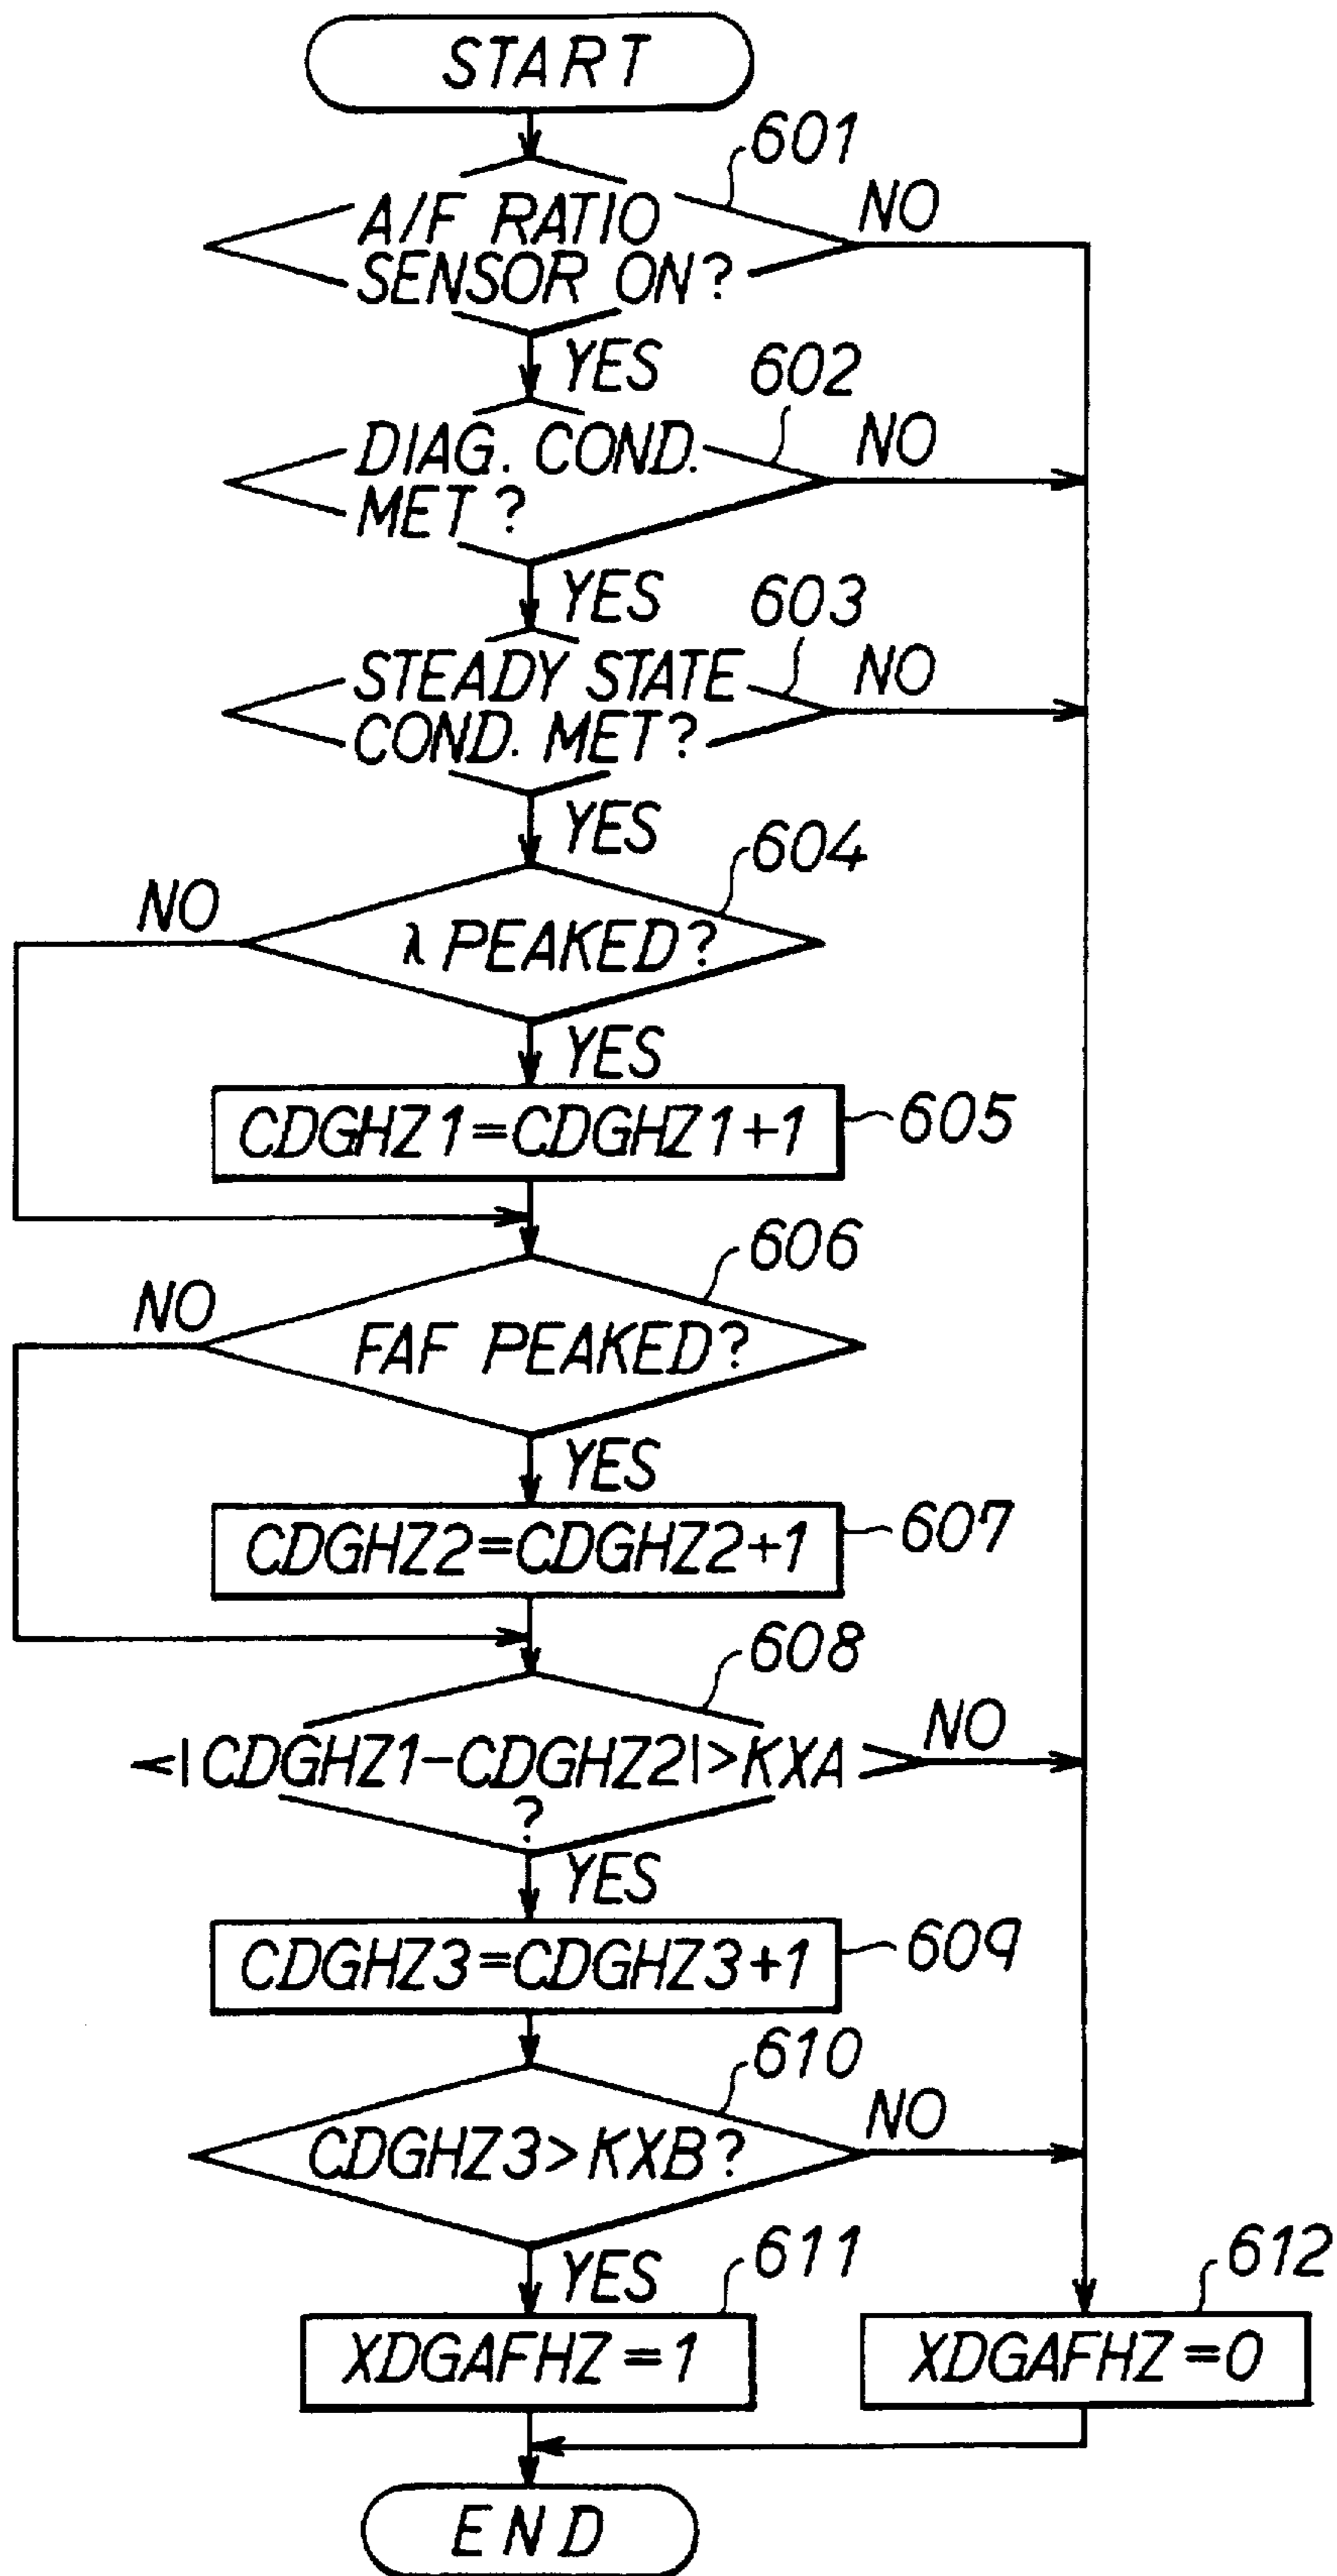 START
601
A/F RATIO
SENSOR ON?
NO
YES
602
DIAG. COND.
MET?
NO
YES
603
STEADY STATE
COND. MET?
NO
YES
604
NO
λ PEAKED?
YES
CDGHZ1=CDGHZ1+1
605
606
NO
FAF PEAKED?
YES
CDGHZ2=CDGHZ2+1
607
608
|CDGHZ1-CDGHZ2|>KXA
?
NO
YES
CDGHZ3=CDGHZ3+1
609
610
CDGHZ3>KXB?
NO
YES
611
612
XDGAFHZ=1
XDGAFHZ=0
END